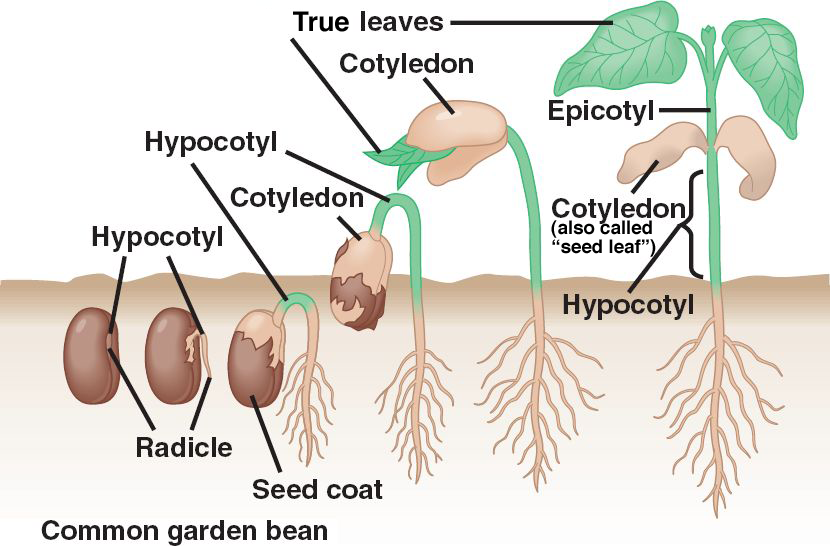 True leaves
Cotyledon
Epicotyl
Hypocotyl
Cotyledon
Cotyledon
(also called
“seed leaf”)
Hypocotyl
Hypocotyl
Radicle
Seed coat
Common garden bean